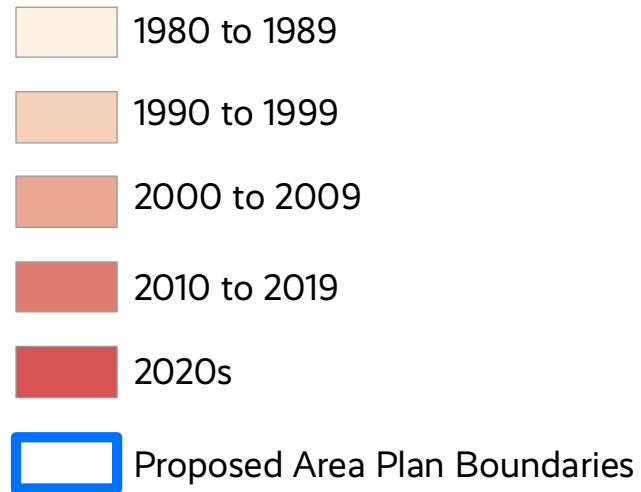 1980 to 1989
1990 to 1999
2000 to 2009
2010 to 2019
2020s
Proposed Area Plan Boundaries